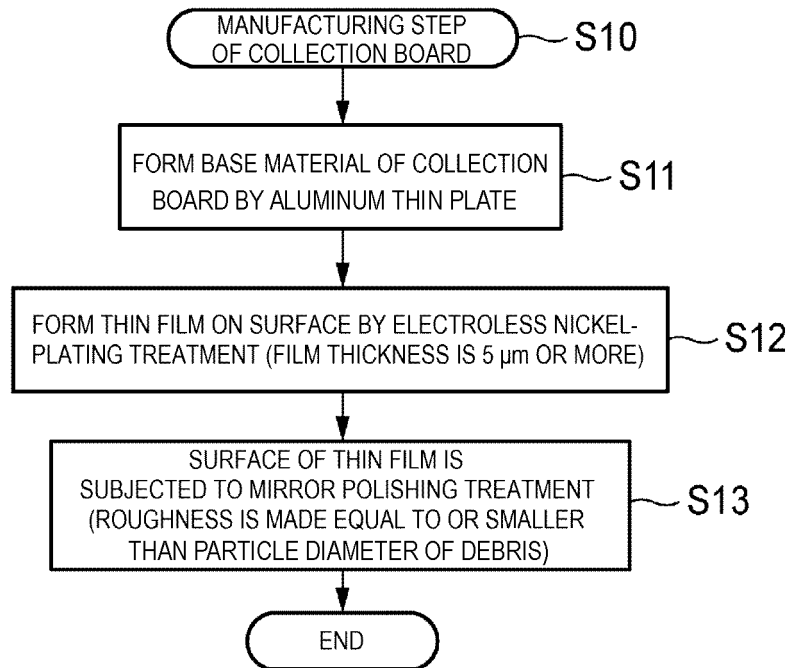 MANUFACTURING STEP
OF COLLECTION BOARD
S10
FORM BASE MATERIAL OF COLLECTION
BOARD BY ALUMINUM THIN PLATE
S11
FORM THIN FILM ON SURFACE BY ELECTROLESS NICKEL-
PLATING TREATMENT (FILM THICKNESS IS 5 µm OR MORE)
S12
SURFACE OF THIN FILM IS
SUBJECTED TO MIRROR POLISHING TREATMENT
(ROUGHNESS IS MADE EQUAL TO OR SMALLER
THAN PARTICLE DIAMETER OF DEBRIS)
S13
END